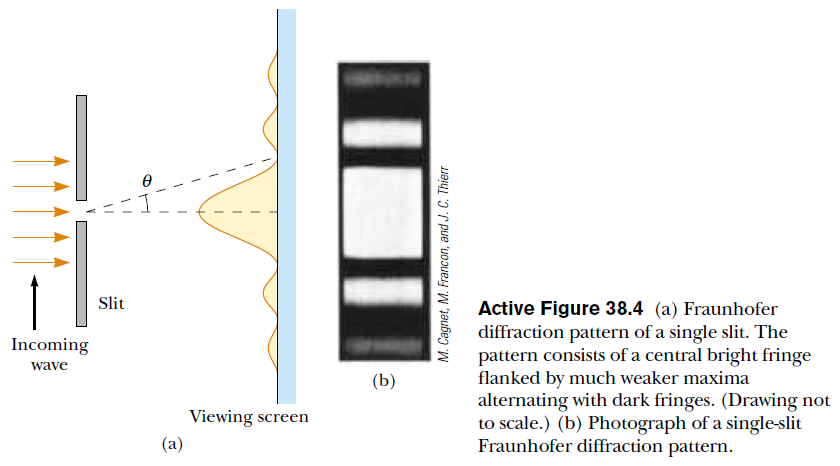 θ
Slit
Incoming
wave
Viewing screen
(a)
(b)
M. Cagnet, M. Francon, and J. C. Thierr
Active Figure 38.4 (a) Fraunhofer
diffraction pattern of a single slit. The
pattern consists of a central bright fringe
flanked by much weaker maxima
alternating with dark fringes. (Drawing not
to scale.) (b) Photograph of a single-slit
Fraunhofer diffraction pattern.